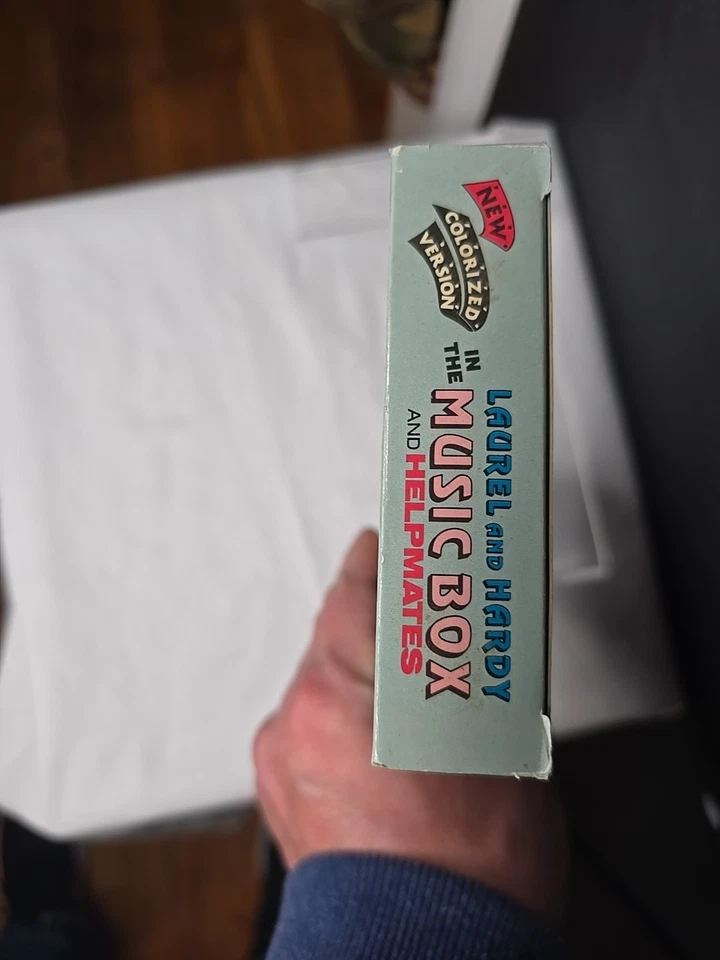 NEW
COLORIZED
VERSION
LAUREL AND HARDY
IN THE MUSIC BOX
AND HELPMATES